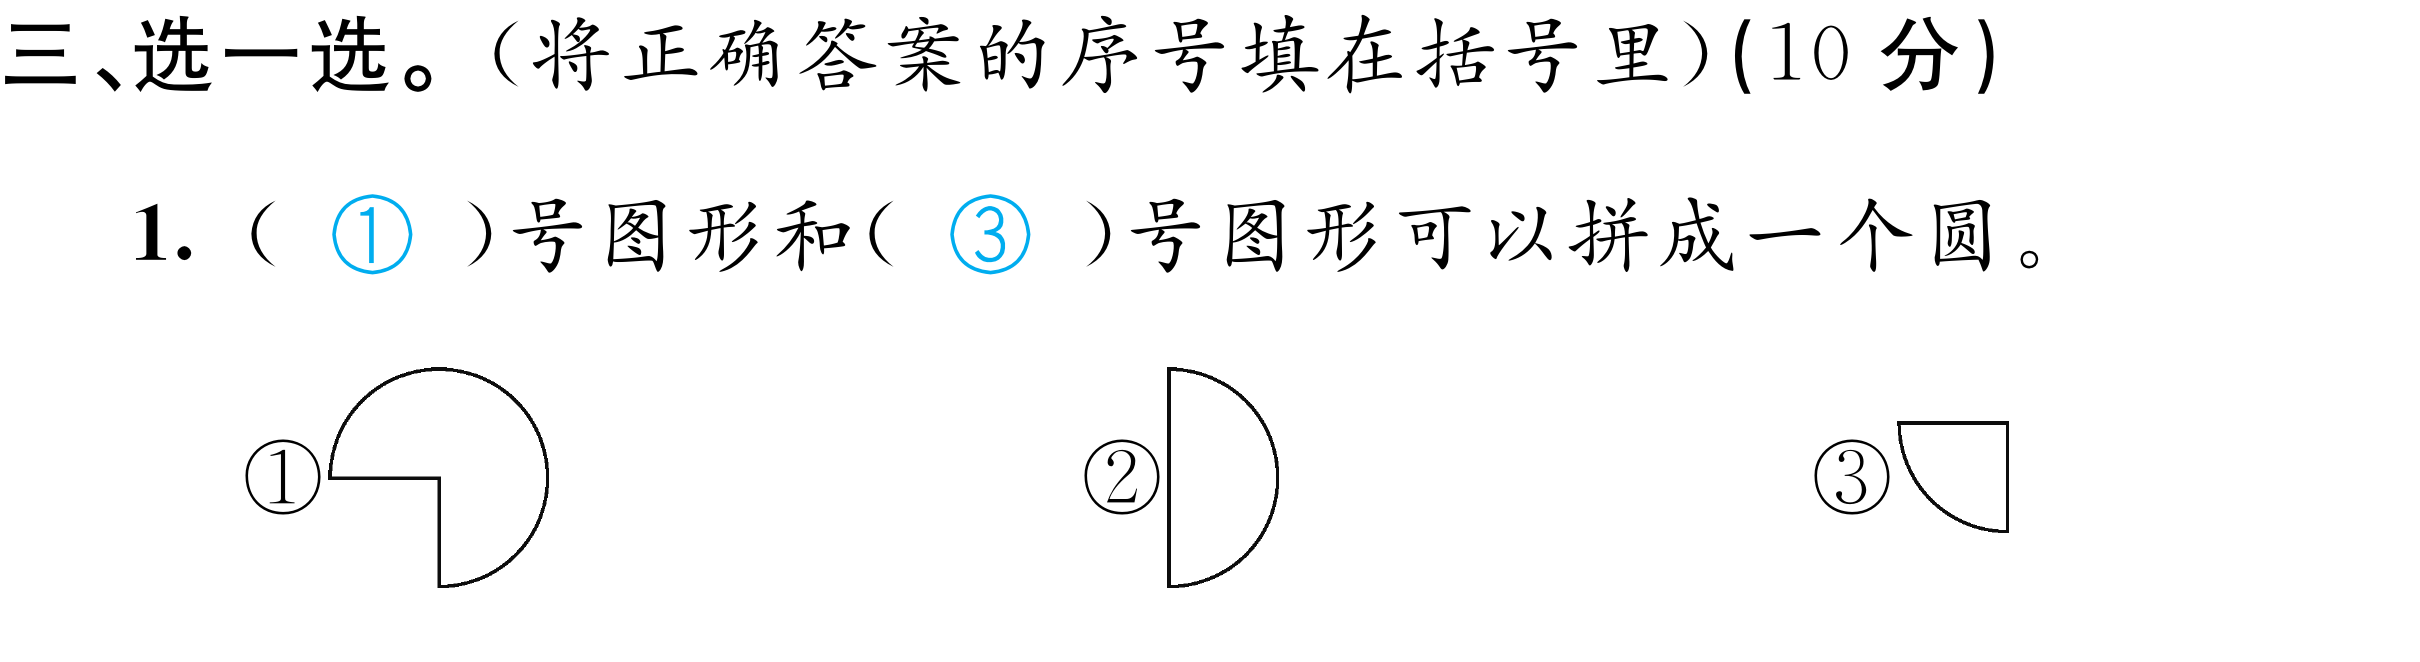 三、选一选。(将正确答案的序号填在括号里)(10 分)
1. ( ① )号图形和( ③ )号图形可以拼成一个圆。
① ② ③